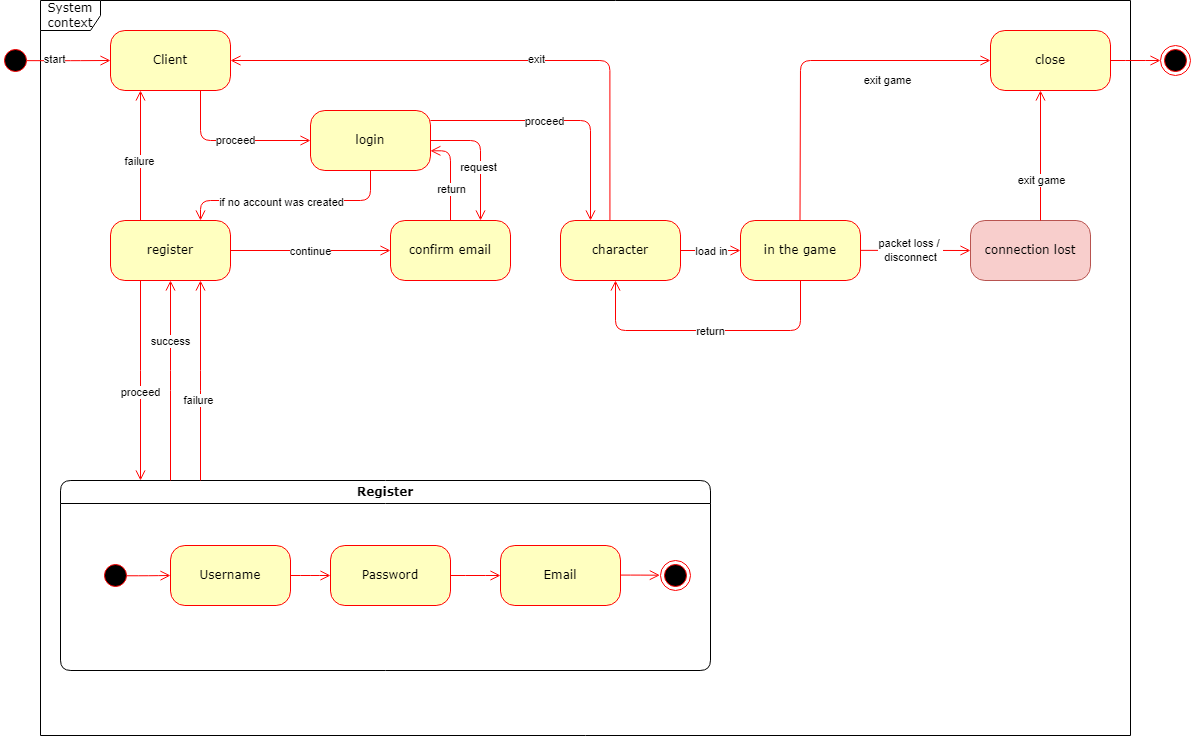 System
context
start
Client
exit
close
exit game
proceed
login
proceed
failure
request
return
exit game
if no account was created
register
continue
confirm email
character
load in
in the game
packet loss /
disconnect
connection lost
return
success
proceed
failure
Register
Username
Password
Email